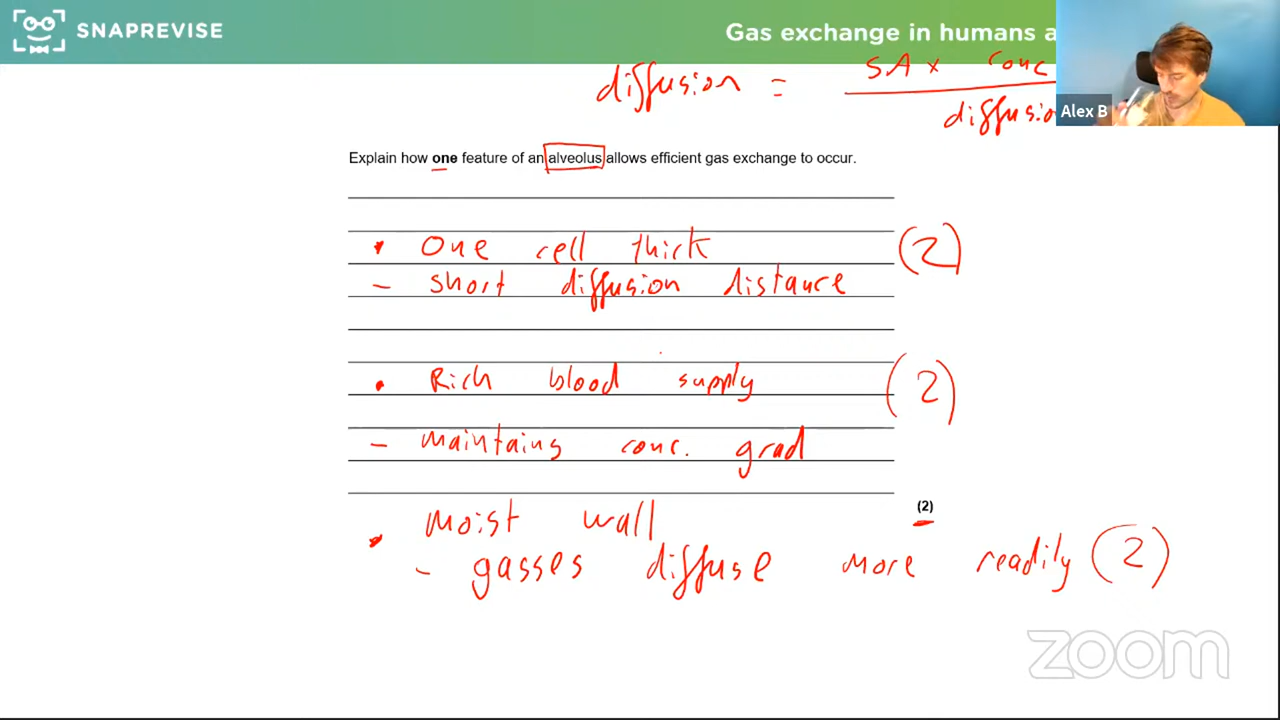 SNAPREVISE
Gas exchange in humans a
diffusion = SA x conc
diffusio
Alex B
Explain how one feature of an alveolus allows efficient gas exchange to occur.
• One cell thick (2)
- short diffusion distance
• Rich blood supply (2)
- maintains conc. grad
(2)
• moist wall
- gasses diffuse more readily (2)
zoom